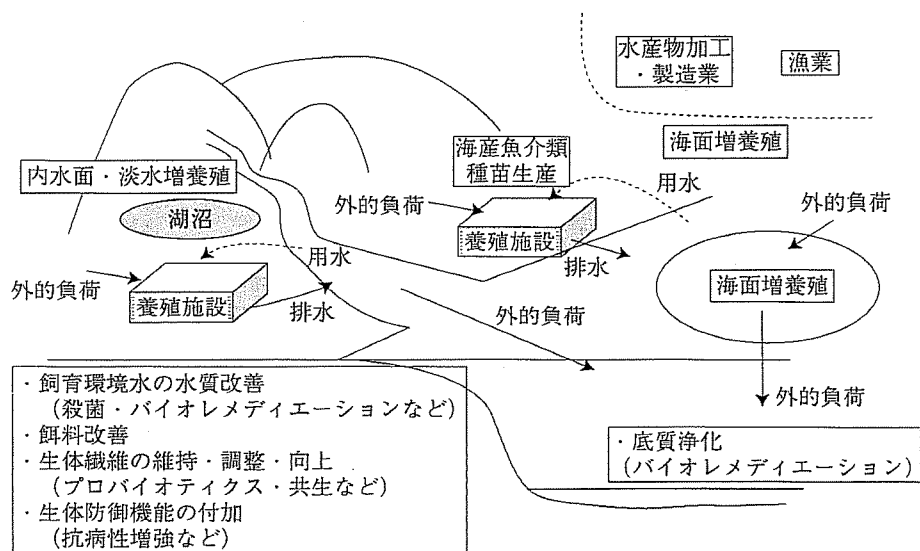 水産物加工
・製造業
漁業
海産魚介類
種苗生産
海面増養殖
内水面・淡水増養殖
湖沼
外的負荷
用水
外的負荷
用水
養殖施設
排水
海面増養殖
外的負荷
養殖施設
排水
外的負荷
・飼育環境水の水質改善
(殺菌・バイオレメディエーションなど)
・餌料改善
・生体繊維の維持・調整・向上
(プロバイオティクス・共生など)
・生体防御機能の付加
(抗病性増強など)
外的負荷
・底質浄化
(バイオレメディエーション)